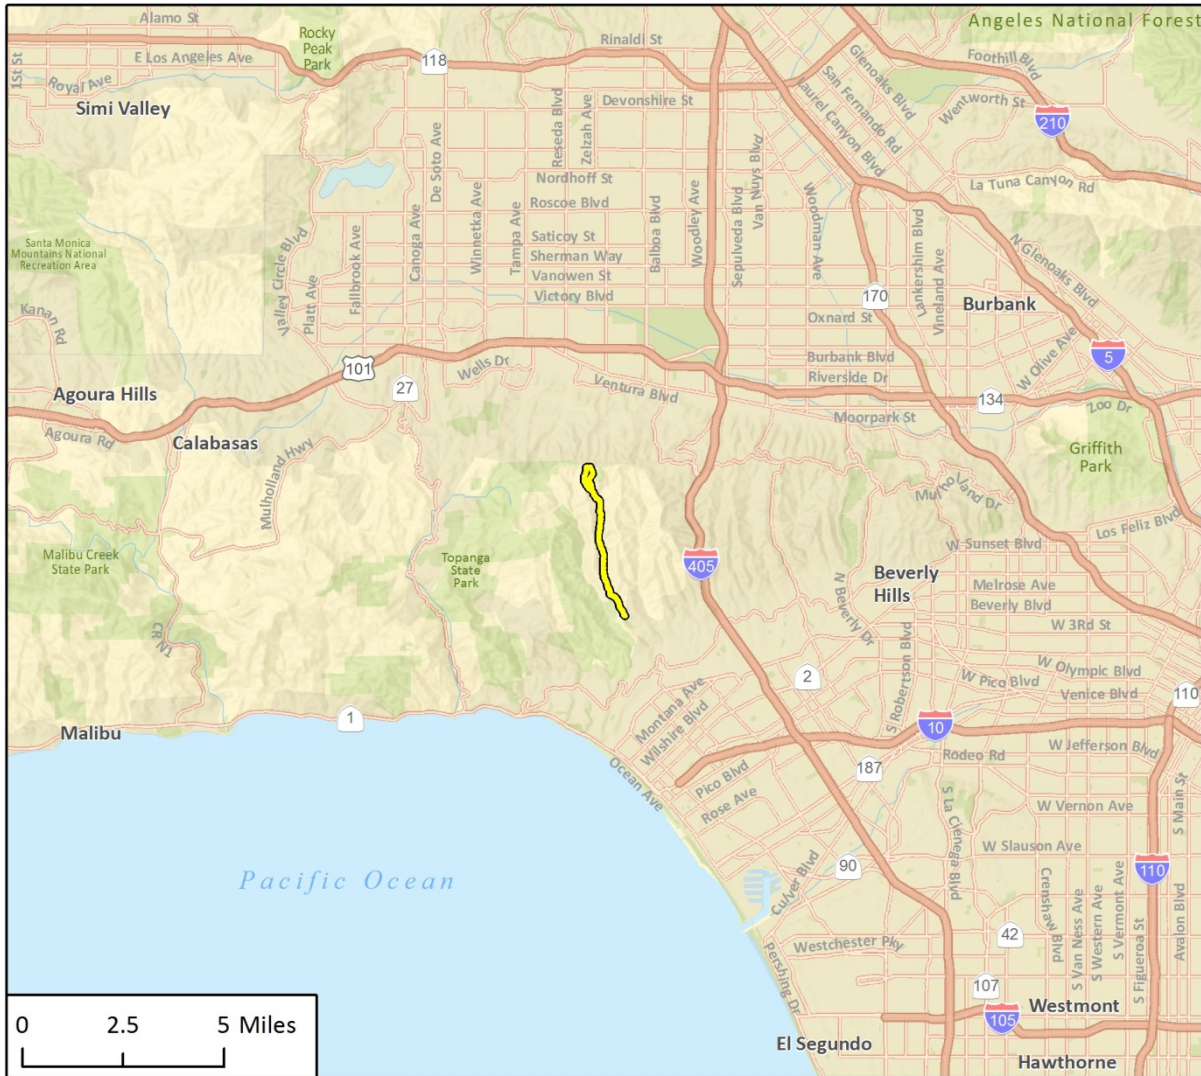 Alamo St
Rocky
Peak
Park
Rinaldi St
Angeles National Forest
1St St
E Los Angeles Ave
118
Royal Ave
Simi Valley
Reseda Blvd
Zelzah Ave
Devonshire St
Glenoaks Blvd
San Fernando Rd
Laurel Canyon Blvd
Foothill Blvd
Wentworth St
210
De Soto Ave
Nordhoff St
Van Nuys Blvd
La Tuna Canyon Rd
Winnetka Ave
Tampa Ave
Roscoe Blvd
Balboa Blvd
Woodley Ave
Sepulveda Blvd
Woodman Ave
Lankershim Blvd
Vineland Ave
N Glenoaks Blvd
Santa Monica
Mountains National
Recreation Area
Valley Circle Blvd
Platt Ave
Fallbrook Ave
Canoga Ave
Saticoy St
Sherman Way
Vanowen St
Victory Blvd
170
Burbank
Kanan Rd
Oxnard St
101
Wells Dr
Burbank Blvd
Riverside Dr
W Olive Ave
5
Agoura Hills
27
Ventura Blvd
134
Zoo Dr
Moorpark St
Agoura Rd
Calabasas
Mulholland Hwy
Griffith
Park
Mulholland Dr
Los Feliz Blvd
Malibu Creek
State Park
Topanga
State
Park
405
W Sunset Blvd
Beverly
Hills
N Beverly Dr
Melrose Ave
Beverly Blvd
W 3Rd St
CR N1
2
S Robertson Blvd
W Olympic Blvd
W Pico Blvd
Venice Blvd
110
Malibu
1
Montana Ave
Wilshire Blvd
10
W Jefferson Blvd
Rodeo Rd
Ocean Ave
Pico Blvd
Rose Ave
187
S La Cienega Blvd
W Vernon Ave
S Main St
W Slauson Ave
Pacific Ocean
Culver Blvd
90
110
Crenshaw Blvd
S Van Ness Ave
S Western Ave
S Vermont Ave
S Figueroa St
Avalon Blvd
Westchester Pky
42
Pershing Dr
107
Westmont
105
El Segundo
Hawthorne
0 2.5 5 Miles